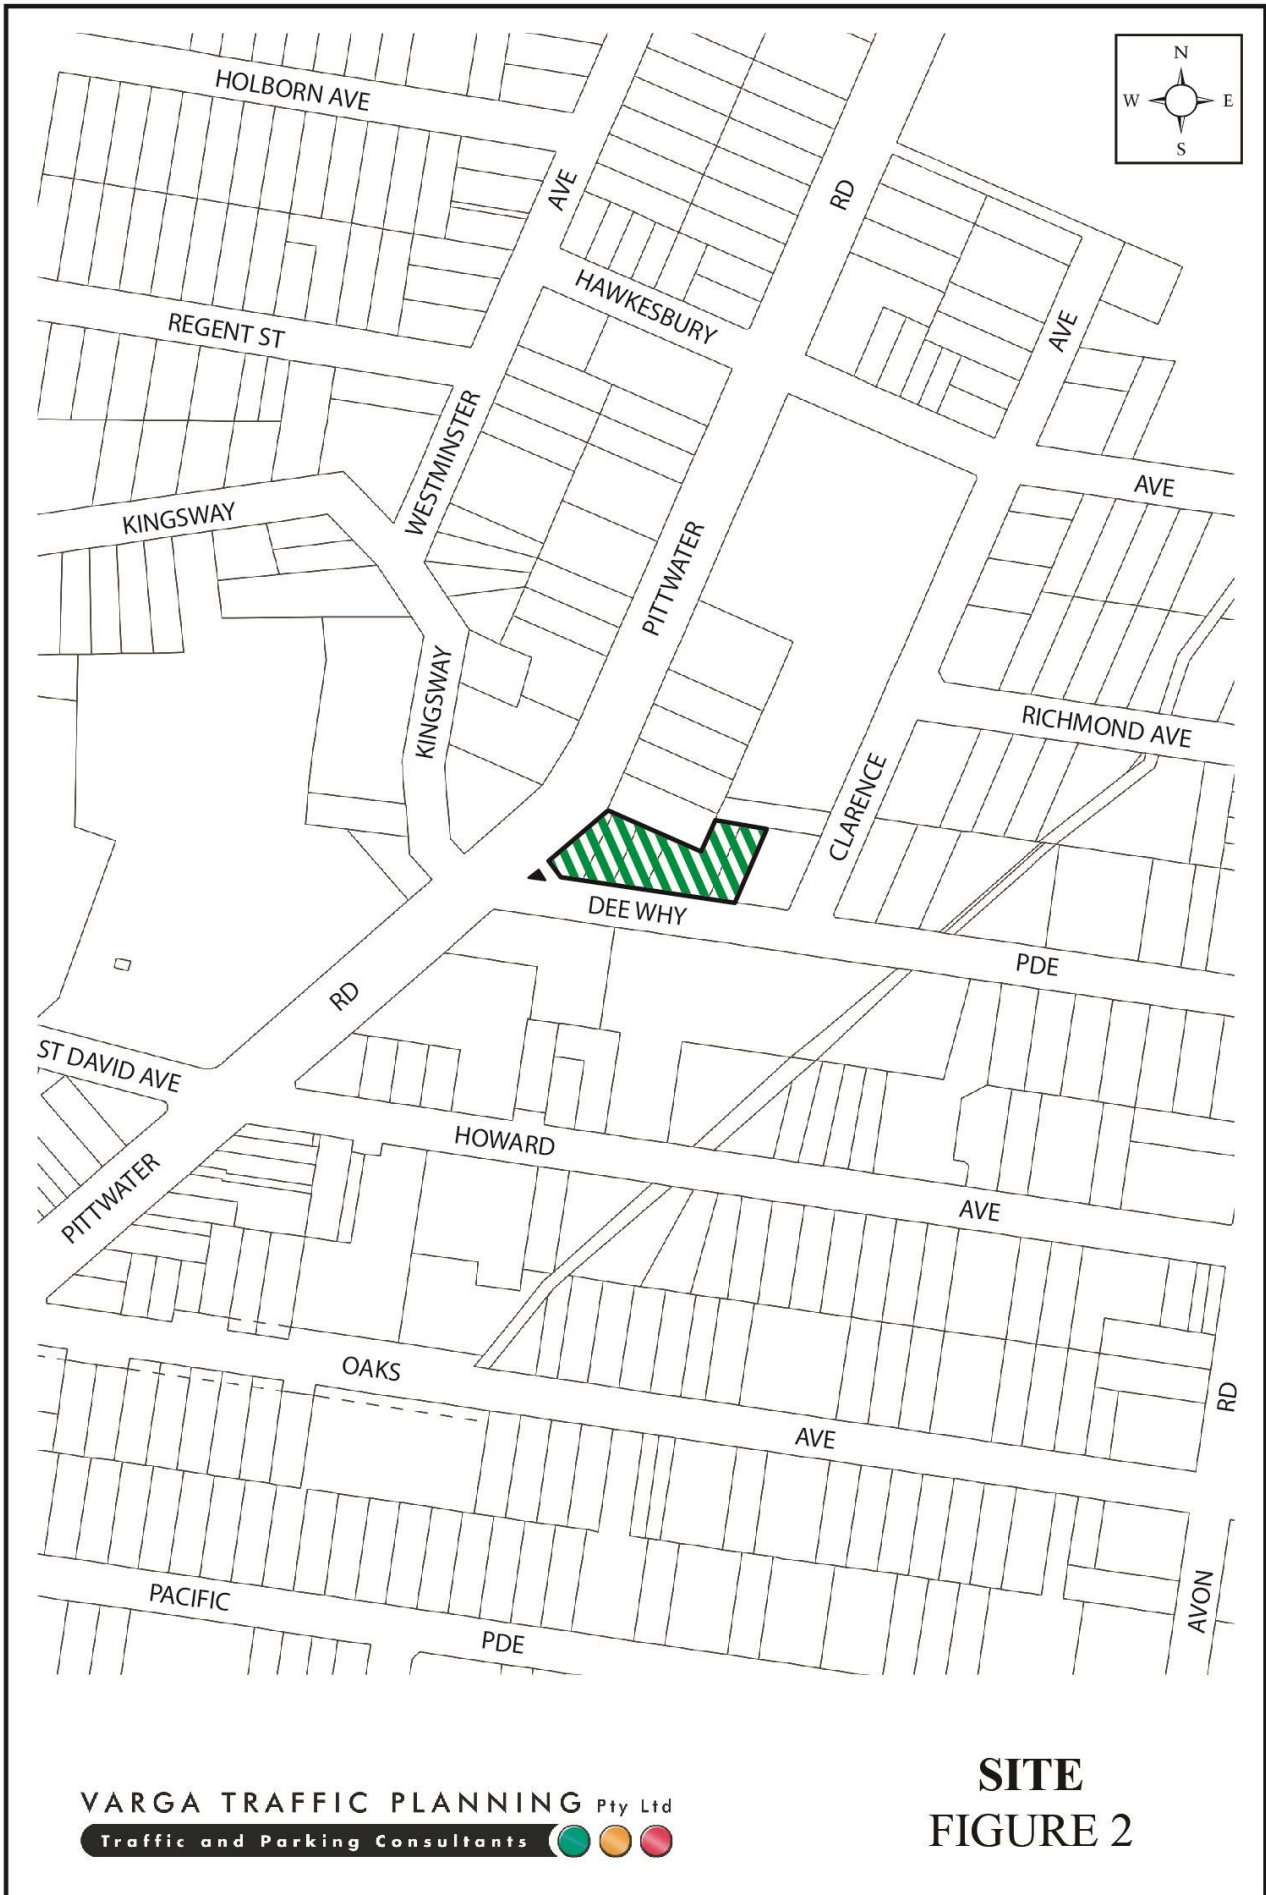 N
W E
S
HOLBORN AVE
AVE
RD
HAWKESBURY
REGENT ST
AVE
WESTMINSTER
AVE
KINGSWAY
PITTWATER
KINGSWAY
RICHMOND AVE
CLARENCE
DEE WHY
PDE
RD
ST DAVID AVE
HOWARD
PITTWATER
AVE
OAKS
RD
AVE
PACIFIC
AVON
PDE
VARGA TRAFFIC PLANNING Pty Ltd
Traffic and Parking Consultants
SITE
FIGURE 2